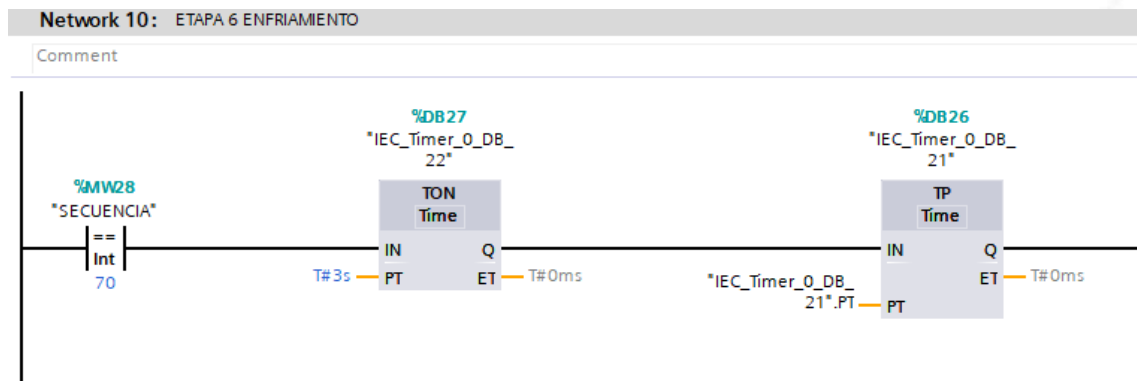 Network 10: ETAPA 6 ENFRIAMIENTO
Comment
%DB27
"IEC_Timer_0_DB_
22"
TON
Time
IN
Q
T#3s
PT
ET
T#0ms
%DB26
"IEC_Timer_0_DB_
21"
TP
Time
IN
Q
ET
T#0ms
"IEC_Timer_0_DB_
21".PT
PT
%MW28
"SECUENCIA"
==
Int
70